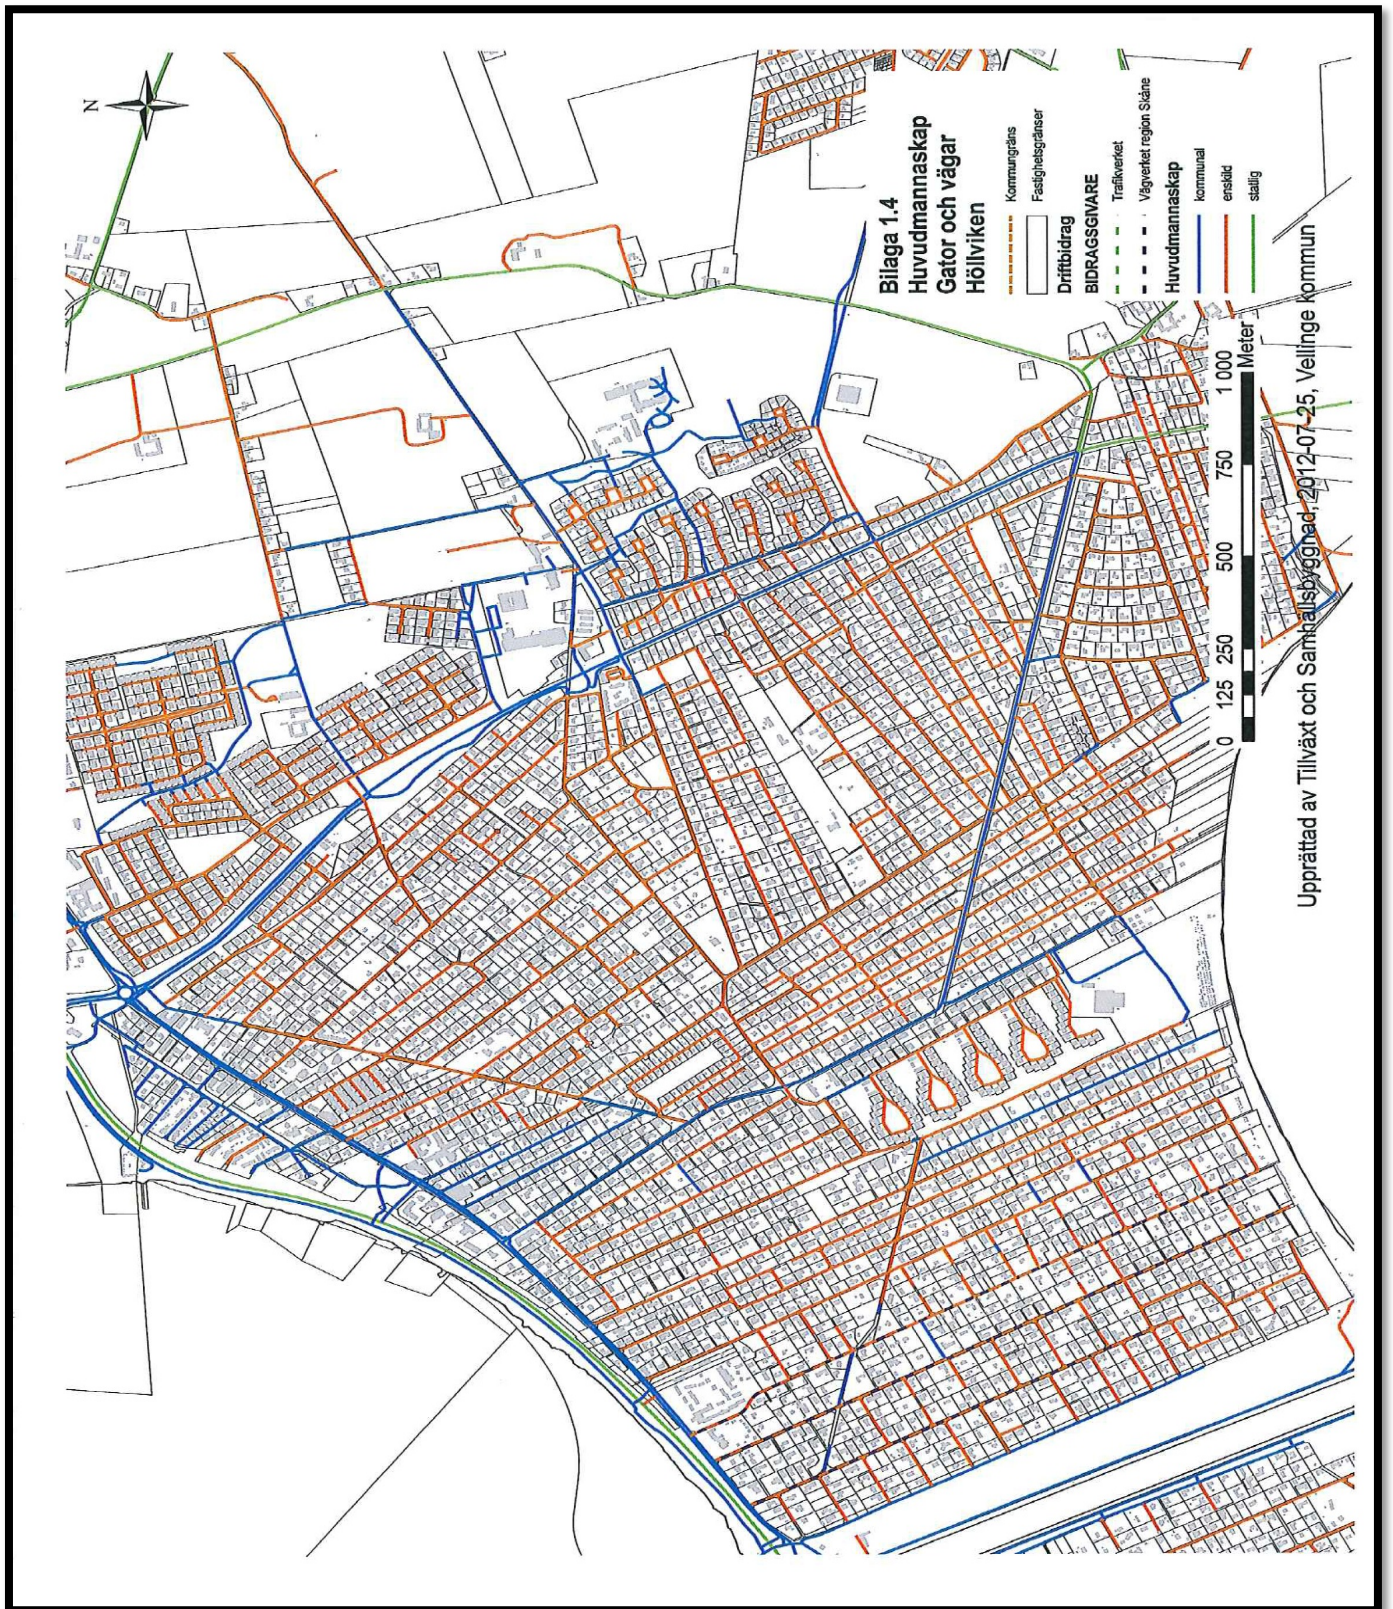 N
Bilaga 1.4
Huvudmannaskap
Gator och vägar
Höllviken
Kommungräns
Fastighetsgränser
Driftbidrag
BIDRAGSGIVARE
Trafikverket
Vägverket region Skåne
Huvudmannaskap
kommunal
enskild
statlig
0 125 250 500 750 1 000
Meter
Upprättad av Tillväxt och Samhällsbyggnad, 2012-07-25, Vellinge kommun